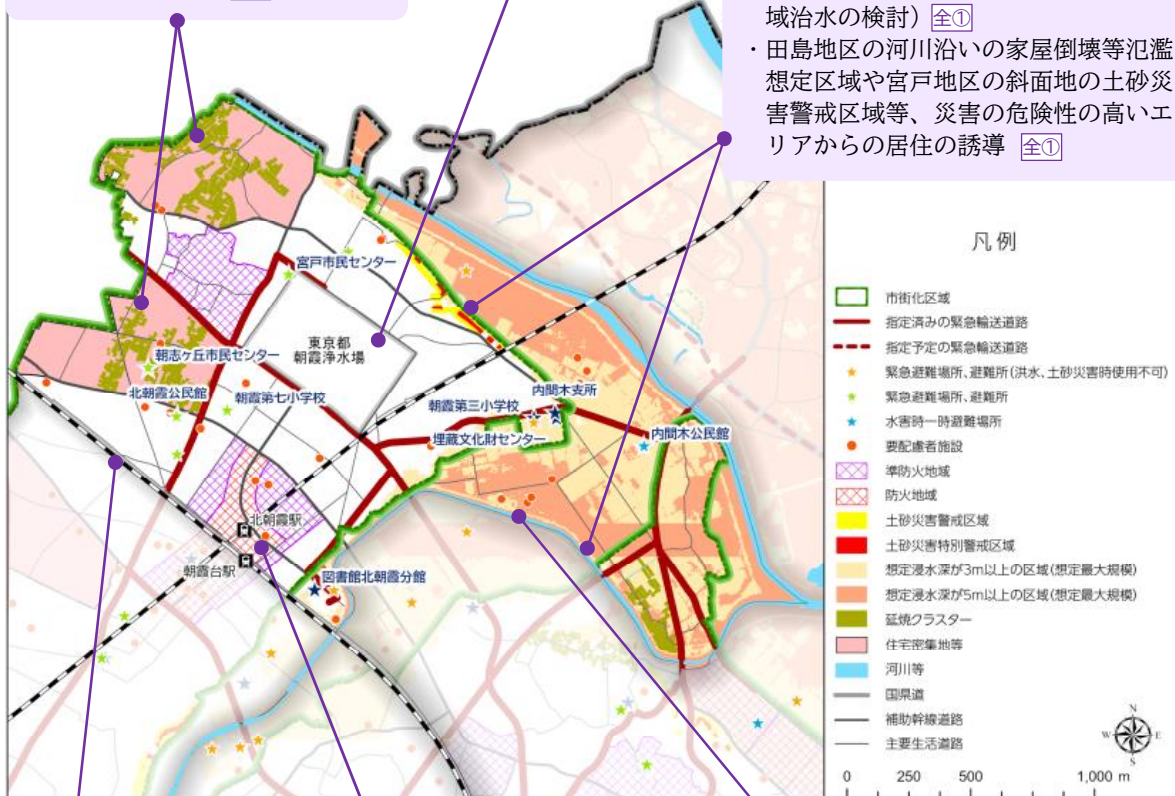 域治水の検討) 全①
・田島地区の河川沿いの家屋倒壊等氾濫
想定区域や宮戸地区の斜面地の土砂災
害警戒区域等、災害の危険性の高いエ
リアからの居住の誘導 全①
宮戸市民センター
東京都
朝霞浄水場
朝志ヶ丘市民センター
北朝霞公民館
朝霞第七小学校
朝霞第三小学校
内間木支所
埋蔵文化財センター
内間木公民館
北朝霞駅
朝霞台駅
図書館北朝霞分館
凡例
市街化区域
指定済みの緊急輸送道路
指定予定の緊急輸送道路
緊急避難場所、避難所(洪水、土砂災害時使用不可)
緊急避難場所、避難所
水害時一時避難場所
要配慮者施設
準防火地域
防火地域
土砂災害警戒区域
土砂災害特別警戒区域
想定浸水深が3m以上の区域(想定最大規模)
想定浸水深が5m以上の区域(想定最大規模)
延焼クラスター
住宅密集地等
河川等
国県道
補助幹線道路
主要生活道路
N
W E
S
0 250 500 1,000 m